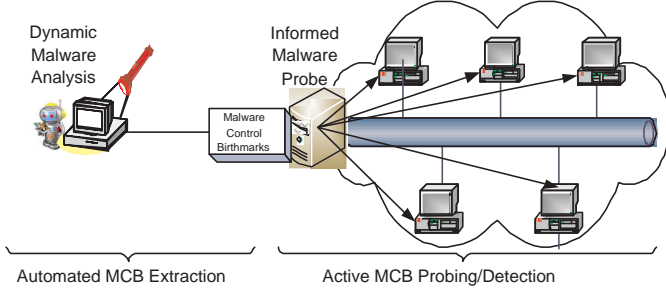 Dynamic
Malware
Analysis
Informed
Malware
Probe
Malware
Control
Birthmarks
Automated MCB Extraction
Active MCB Probing/Detection